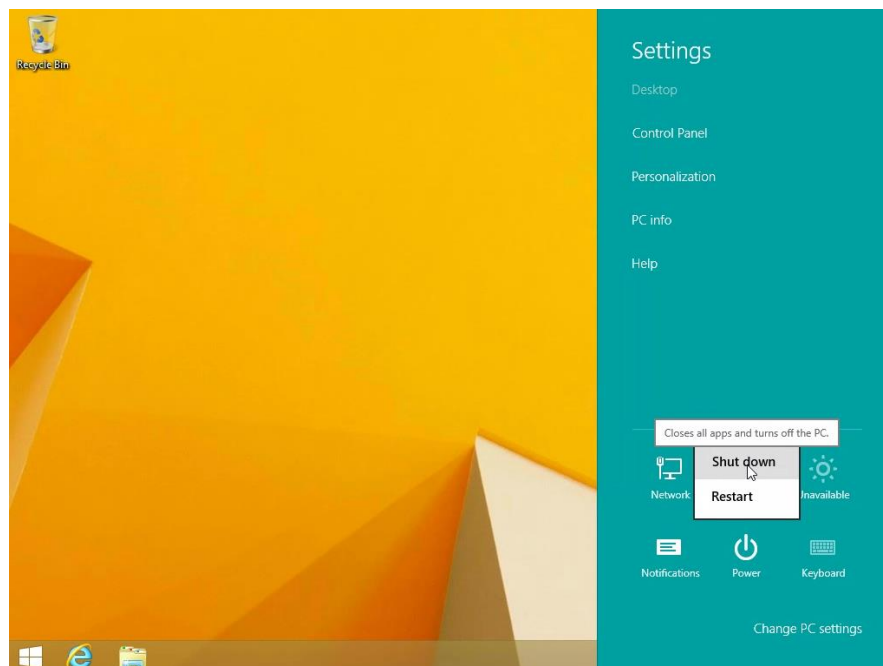 Recycle Bin
Settings
Desktop
Control Panel
Personalization
PC info
Help
Closes all apps and turns off the PC.
Shut down
Restart
Network
Unavailable
Notifications
Power
Keyboard
Change PC settings